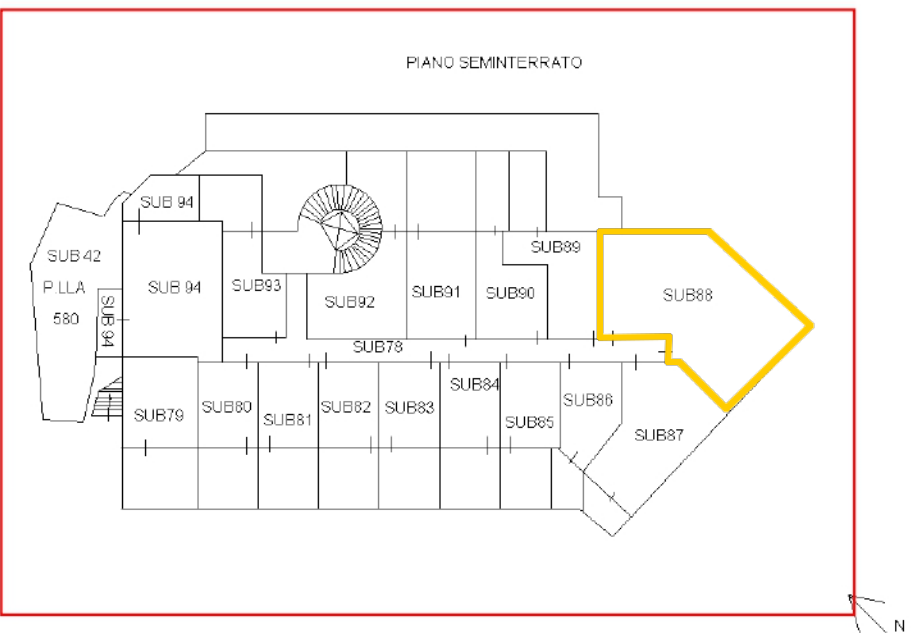 PIANO SEMINTERRATO
SUB 94
SUB 42
P.LLA
580
SUB 94
SUB 94
SUB93
SUB92
SUB91
SUB90
SUB89
SUB88
SUB78
SUB79
SUB80
SUB81
SUB82
SUB83
SUB84
SUB85
SUB86
SUB87
N